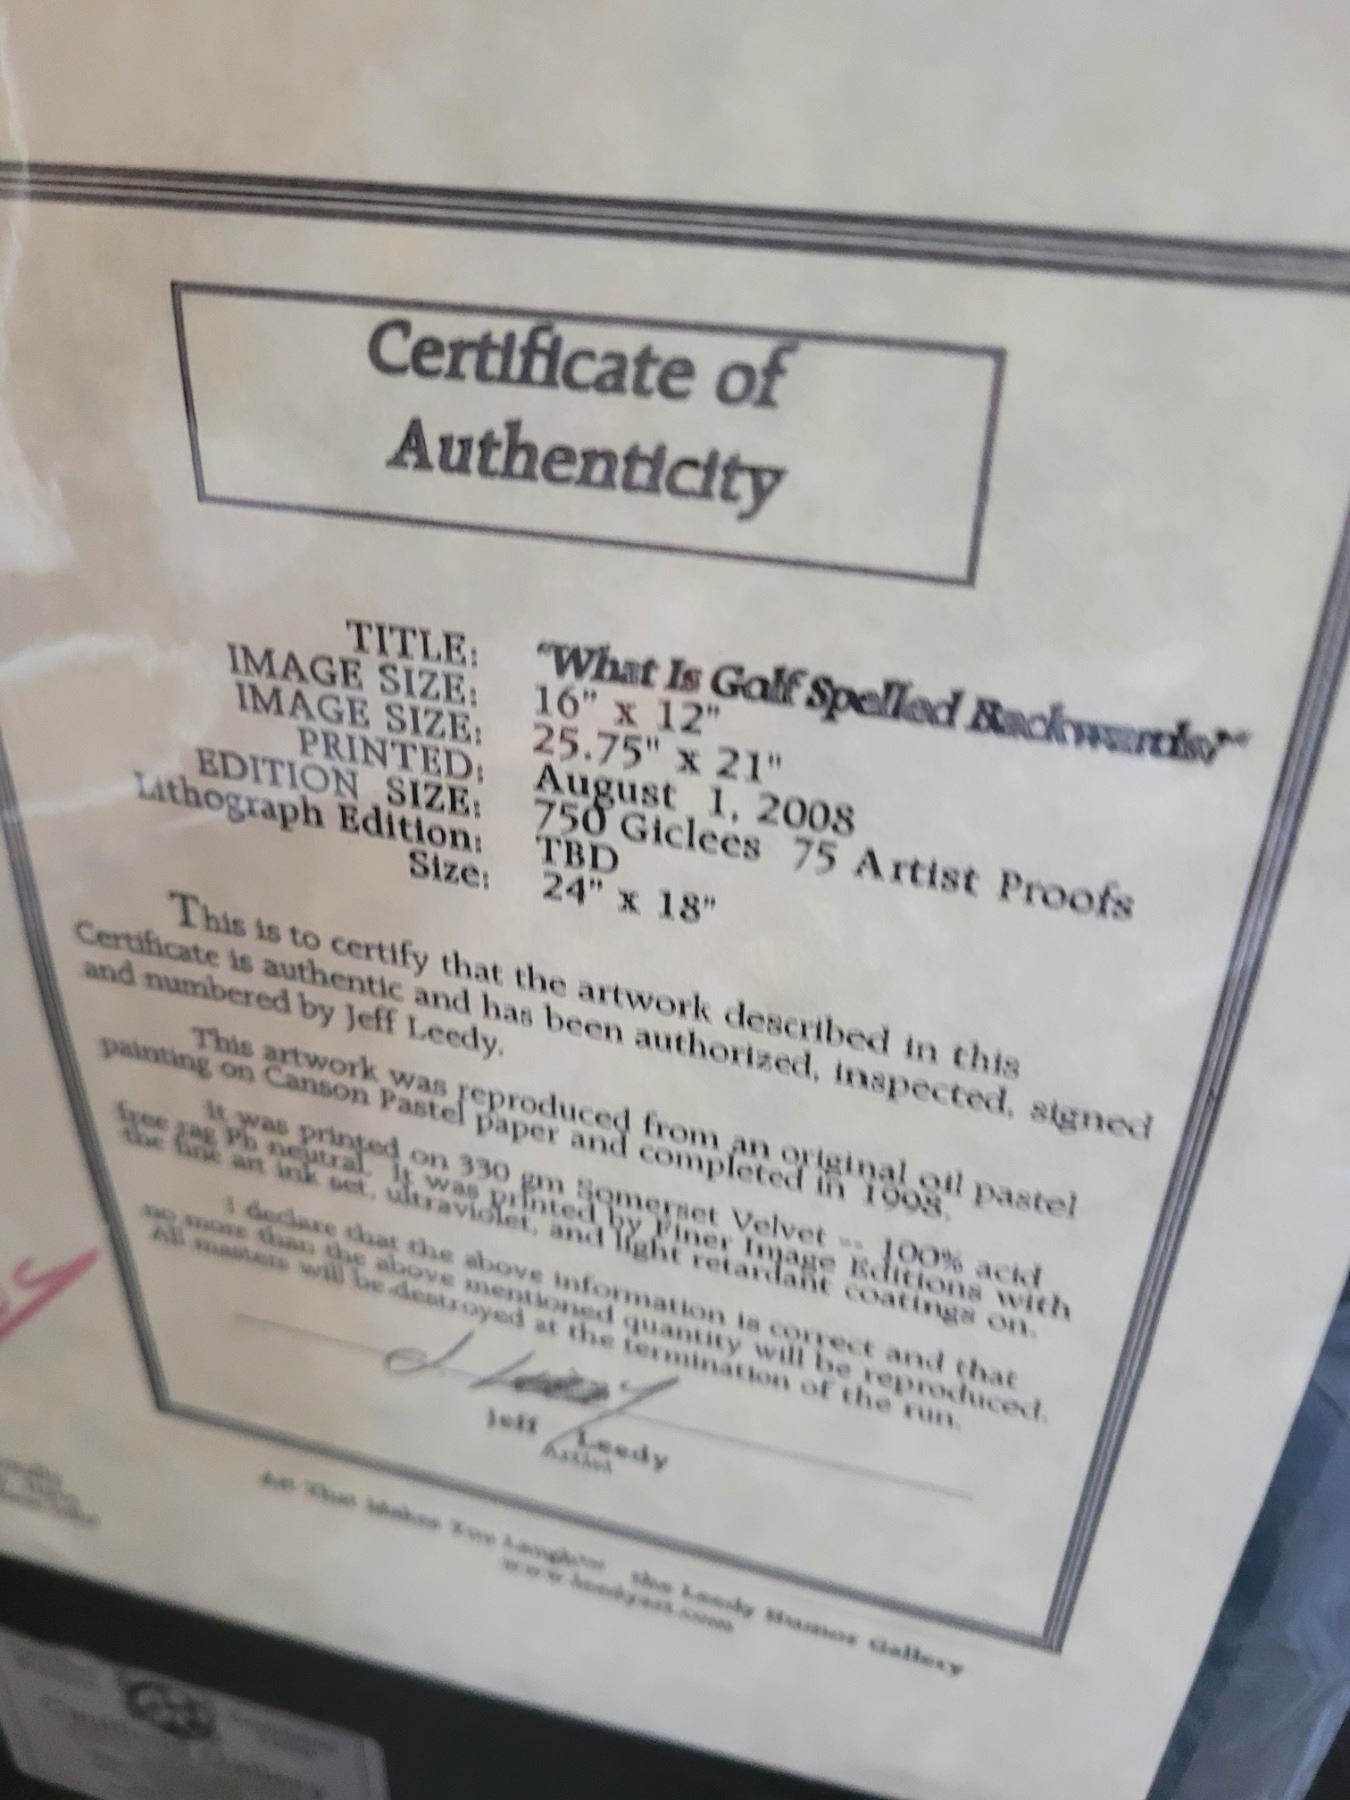 Certificate of
Authenticity
TITLE: "What Is Golf Spelled Backwards?"
IMAGE SIZE: 16" x 12"
IMAGE SIZE: 25.75" x 21"
PRINTED: August 1, 2008
EDITION SIZE: 750 Giclees 75 Artist Proofs
Lithograph Edition: TBD
Size: 24" x 18"
This is to certify that the artwork described in this
Certificate is authentic and has been authorized, inspected, signed
and numbered by Jeff Leedy.
This artwork was reproduced from an original oil pastel
painting on Canson Pastel paper and completed in 1998.
It was printed on 330 gm Somerset Velvet -- 100% acid
free rag Ph neutral. It was printed by Finer Image Editions with
the fine art ink set, ultraviolet, and light retardant coatings on.
I declare that the above information is correct and that
no more than the above mentioned quantity will be reproduced.
All masters will be destroyed at the termination of the run.
J. Leedy
Jeff Leedy
Artist
the Leedy Humor Gallery